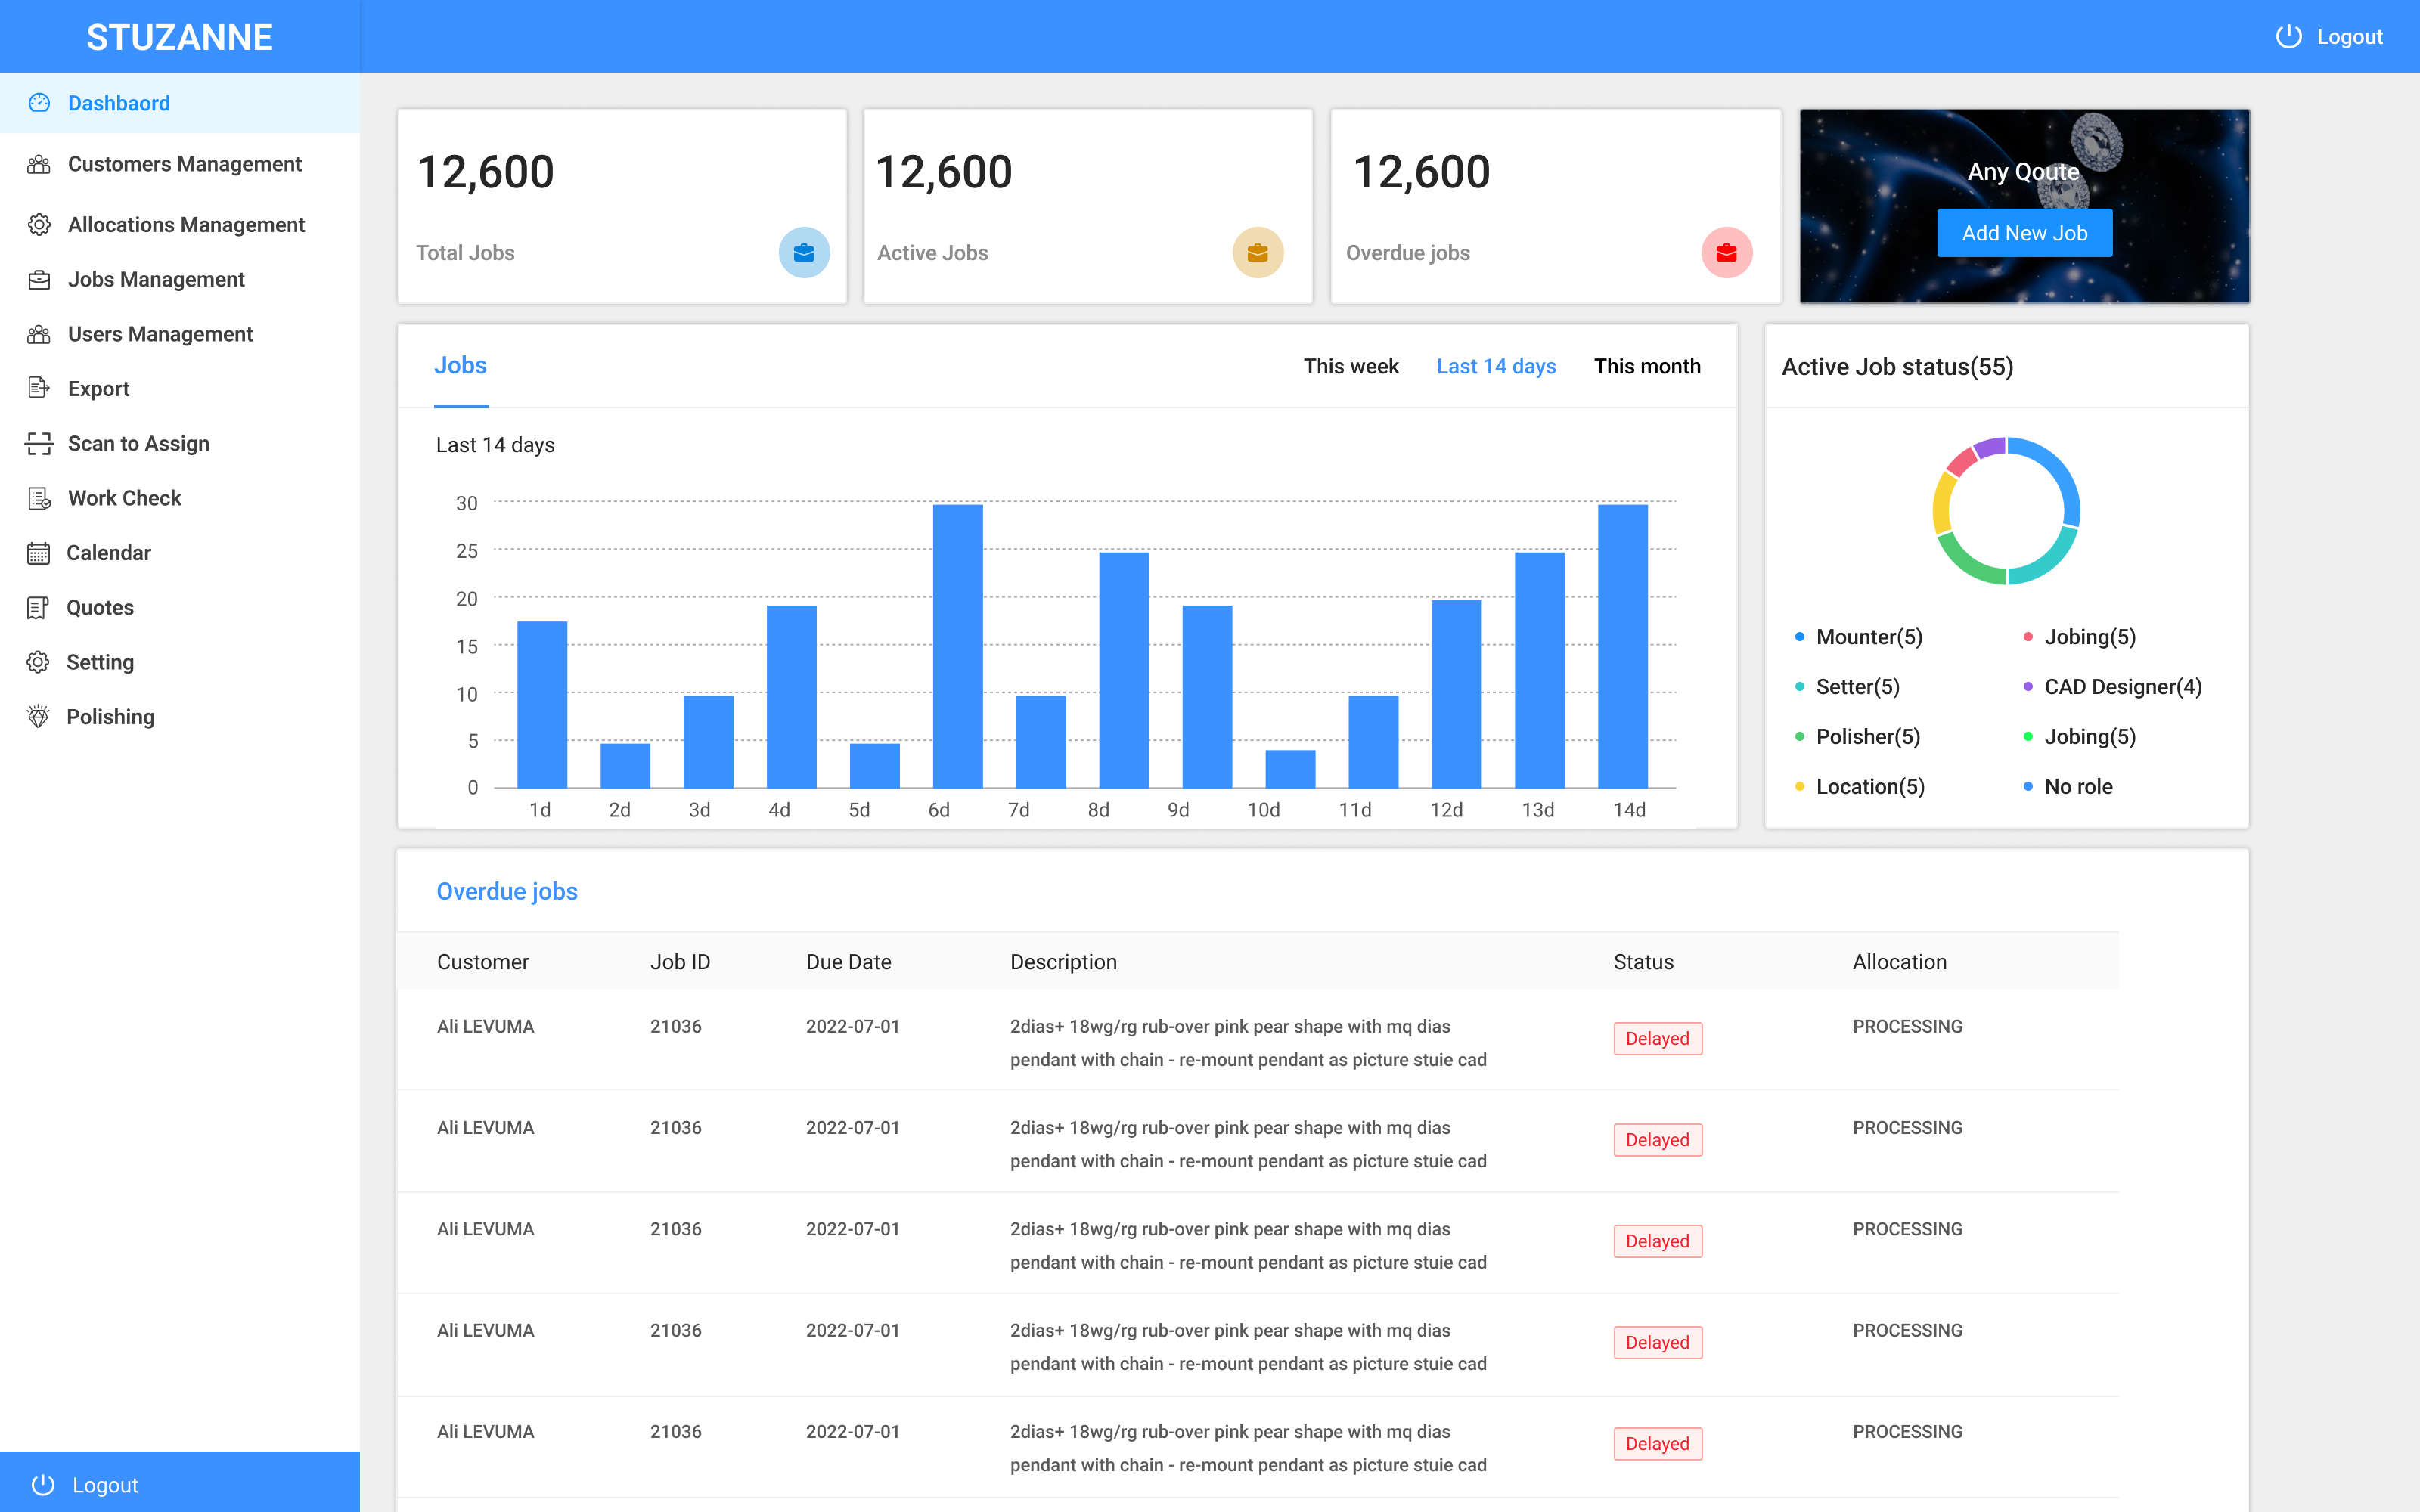 STUZANNE
Logout
Dashbaord
Customers Management
Allocations Management
Jobs Management
Users Management
Export
Scan to Assign
Work Check
Calendar
Quotes
Setting
Polishing
Logout
12,600
Total Jobs
12,600
Active Jobs
12,600
Overdue jobs
Any Qoute
Add New Job
Jobs
This week
Last 14 days
This month
Last 14 days
30
25
20
15
10
5
0
1d 2d 3d 4d 5d 6d 7d 8d 9d 10d 11d 12d 13d 14d
Active Job status(55)
Mounter(5)
Jobing(5)
Setter(5)
CAD Designer(4)
Polisher(5)
Jobing(5)
Location(5)
No role
Overdue jobs
Customer Job ID Due Date Description Status Allocation
Ali LEVUMA 21036 2022-07-01 2dias+ 18wg/rg rub-over pink pear shape with mq dias Delayed PROCESSING
pendant with chain - re-mount pendant as picture stuie cad
Ali LEVUMA 21036 2022-07-01 2dias+ 18wg/rg rub-over pink pear shape with mq dias Delayed PROCESSING
pendant with chain - re-mount pendant as picture stuie cad
Ali LEVUMA 21036 2022-07-01 2dias+ 18wg/rg rub-over pink pear shape with mq dias Delayed PROCESSING
pendant with chain - re-mount pendant as picture stuie cad
Ali LEVUMA 21036 2022-07-01 2dias+ 18wg/rg rub-over pink pear shape with mq dias Delayed PROCESSING
pendant with chain - re-mount pendant as picture stuie cad
Ali LEVUMA 21036 2022-07-01 2dias+ 18wg/rg rub-over pink pear shape with mq dias Delayed PROCESSING
pendant with chain - re-mount pendant as picture stuie cad